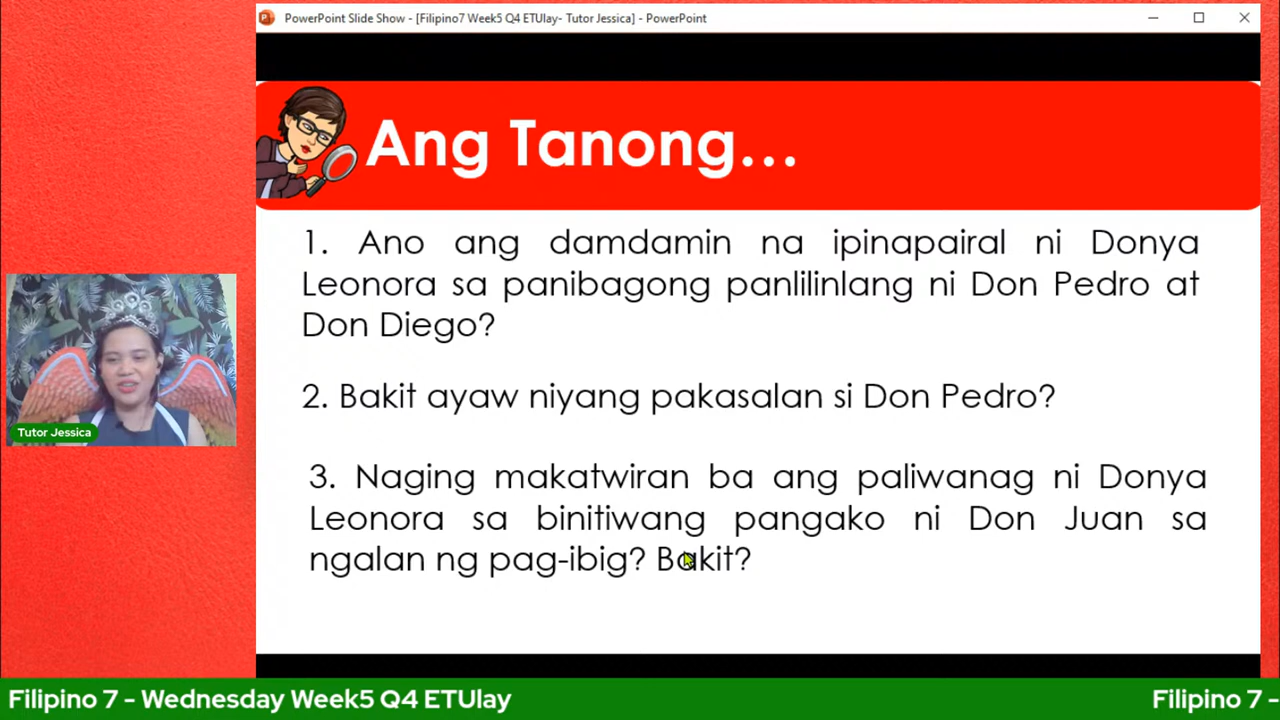 PowerPoint Slide Show - [Filipino7 Week5 Q4 ETUlay- Tutor Jessica] - PowerPoint
Ang Tanong...
1. Ano ang damdamin na ipinapairal ni Donya
Leonora sa panibagong panlilinlang ni Don Pedro at
Don Diego?
2. Bakit ayaw niyang pakasalan si Don Pedro?
3. Naging makatwiran ba ang paliwanag ni Donya
Leonora sa binitiwang pangako ni Don Juan sa
ngalan ng pag-ibig? Bakit?
Tutor Jessica
Filipino 7 - Wednesday Week5 Q4 ETUlay
Filipino 7 -